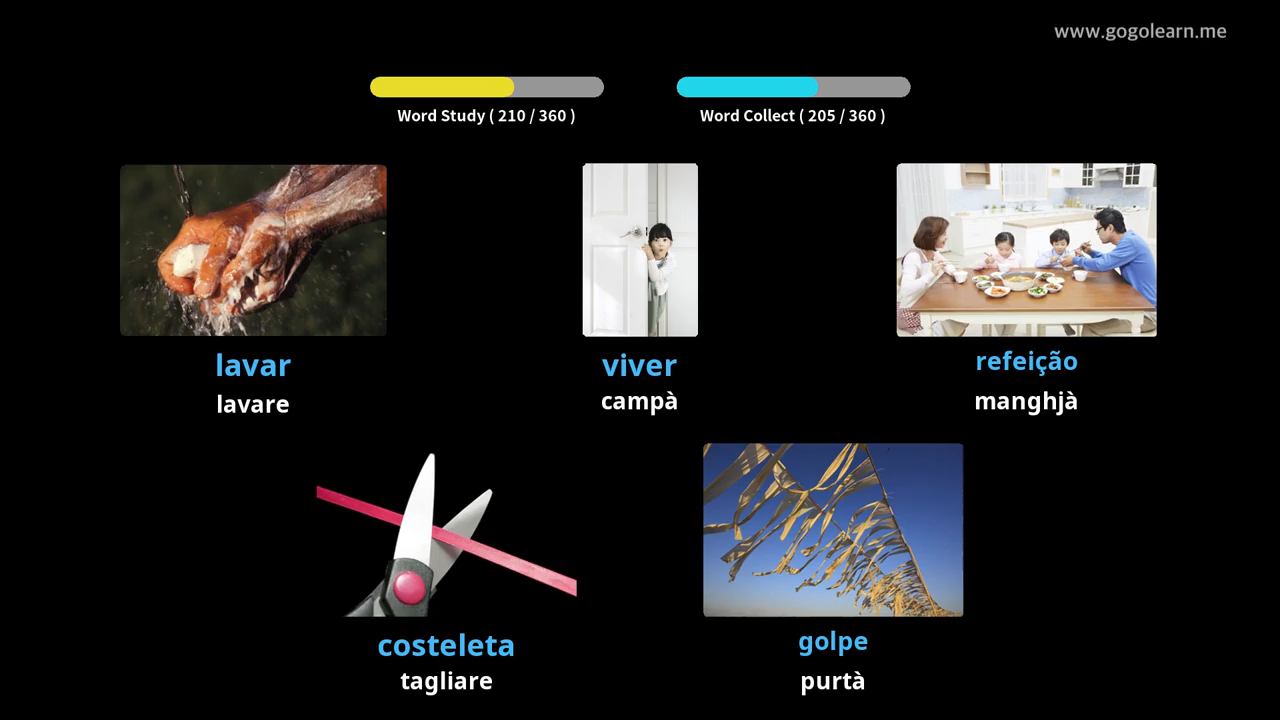 www.gogolearn.me
Word Study ( 210 / 360 )
Word Collect ( 205 / 360 )
lavar
lavare
viver
campà
refeição
manghjà
costeleta
tagliare
golpe
purtà